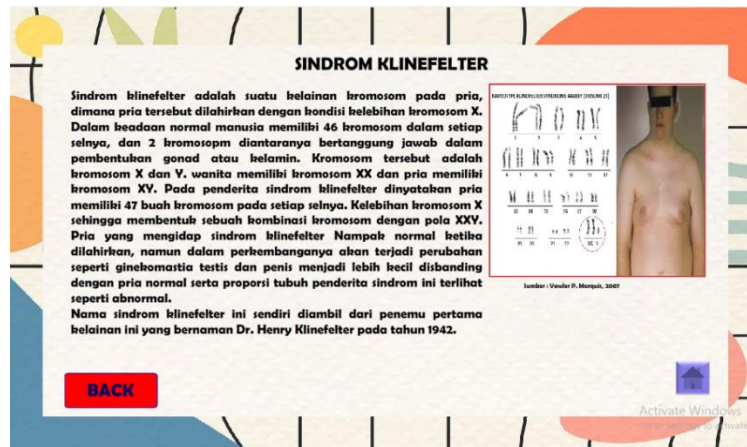 SINDROM KLINEFELTER
Sindrom klinefelter adalah suatu kelainan kromosom pada pria,
dimana pria tersebut dilahirkan dengan kondisi kelebihan kromosom X.
Dalam keadaan normal manusia memiliki 46 kromosom dalam setiap
selnya, dan 2 kromosopm diantaranya bertanggung jawab dalam
pembentukan gonad atau kelamin. Kromosom tersebut adalah
kromosom X dan Y. wanita memiliki kromosom XX dan pria memiliki
kromosom XY. Pada penderita sindrom klinefelter dinyatakan pria
memiliki 47 buah kromosom pada setiap selnya. Kelebihan kromosom X
sehingga membentuk sebuah kombinasi kromosom dengan pola XXY.
Pria yang mengidap sindrom klinefelter Nampak normal ketika
dilahirkan, namun dalam perkembanganya akan terjadi perubahan
seperti ginekomastia testis dan penis menjadi lebih kecil disbanding
dengan pria normal serta proporsi tubuh penderita sindrom ini terlihat
seperti abnormal.
Nama sindrom klinefelter ini sendiri diambil dari penemu pertama
kelainan ini yang bernaman Dr. Henry Klinefelter pada tahun 1942.
Sumber : Vowler P. Marquis, 2007
BACK
Activate Windows